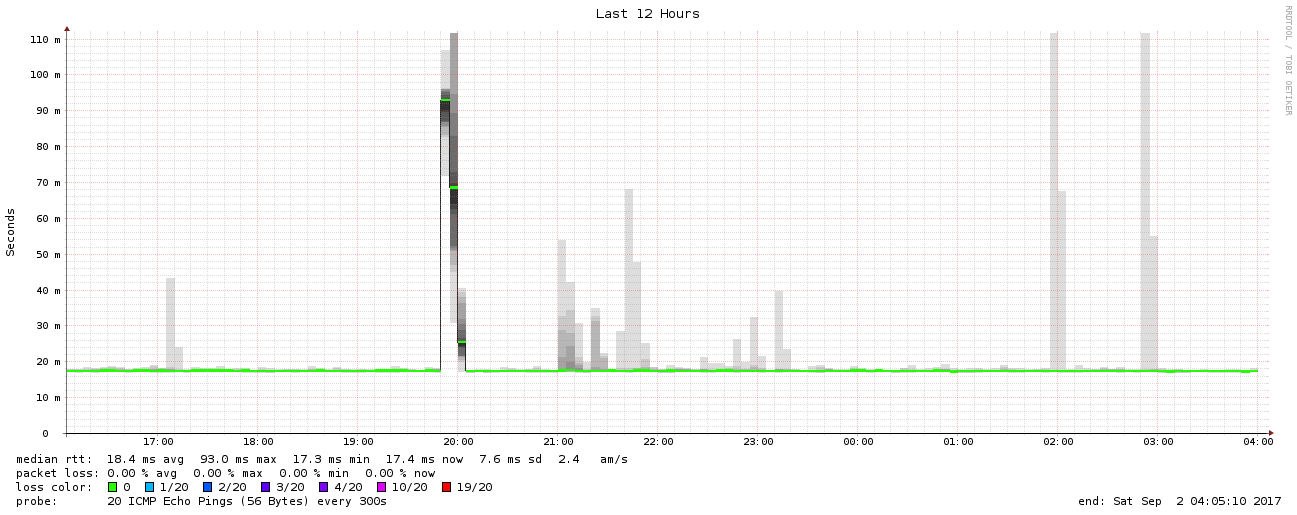 Last 12 Hours
RRDTOOL / TOBI OETIKER
Seconds
110 m
100 m
90 m
80 m
70 m
60 m
50 m
40 m
30 m
20 m
10 m
0
17:00 18:00 19:00 20:00 21:00 22:00 23:00 00:00 01:00 02:00 03:00 04:00
median rtt: 18.4 ms avg 93.0 ms max 17.3 ms min 17.4 ms now 7.6 ms sd 2.4 am/s
packet loss: 0.00 % avg 0.00 % max 0.00 % min 0.00 % now
loss color: 0 1/20 2/20 3/20 4/20 10/20 19/20
probe: 20 ICMP Echo Pings (56 Bytes) every 300s end: Sat Sep 2 04:05:10 2017